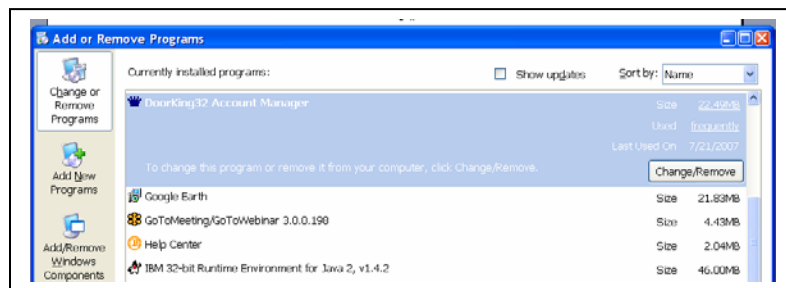 Add or Remove Programs
Change or
Remove
Programs
Currently installed programs:
Show updates
Sort by: Name
DoorKing32 Account Manager
Size 22.49MB
Used frequently
Last Used On 7/21/2007
To change this program or remove it from your computer, click Change/Remove.
Change/Remove
Add New
Programs
Google Earth Size 21.83MB
GoToMeeting/GoToWebinar 3.0.0.198 Size 4.43MB
Help Center Size 2.04MB
IBM 32-bit Runtime Environment for Java 2, v1.4.2 Size 46.00MB
Add/Remove
Windows
Components